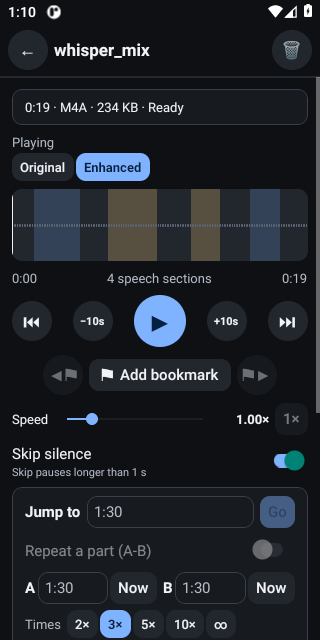 1:10
← whisper_mix
0:19 · M4A · 234 KB · Ready
Playing
Original Enhanced
0:00 4 speech sections 0:19
−10s +10s
Add bookmark
Speed 1.00× 1×
Skip silence
Skip pauses longer than 1 s
Jump to 1:30 Go
Repeat a part (A-B)
A 1:30 Now B 1:30 Now
Times 2× 3× 5× 10× ∞